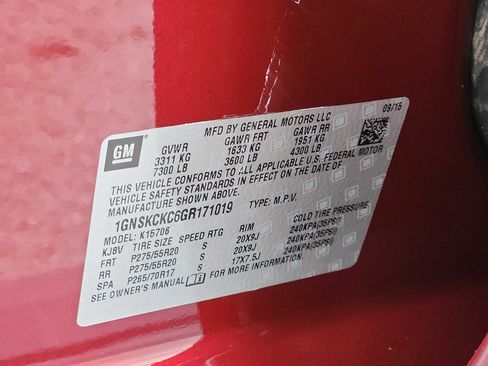 GM
MFD BY GENERAL MOTORS LLC 09/15
GVWR GAWR FRT GAWR RR
3311 KG 1633 KG 1951 KG
7300 LB 3600 LB 4300 LB
THIS VEHICLE CONFORMS TO ALL APPLICABLE U.S. FEDERAL MOTOR
VEHICLE SAFETY STANDARDS IN EFFECT ON THE DATE OF
MANUFACTURE SHOWN ABOVE.
1GNSKCKC6GR171019 TYPE: M.P.V.
MODEL: K15706
KJ8V TIRE SIZE SPEED RTG RIM COLD TIRE PRESSURE
FRT P275/55R20 S 20X9J 240KPA(35PSI)
RR P275/55R20 S 20X9J 240KPA(35PSI)
SPA P265/70R17 S 17X7.5J 240KPA(35PSI)
SEE OWNER'S MANUAL FOR MORE INFORMATION.